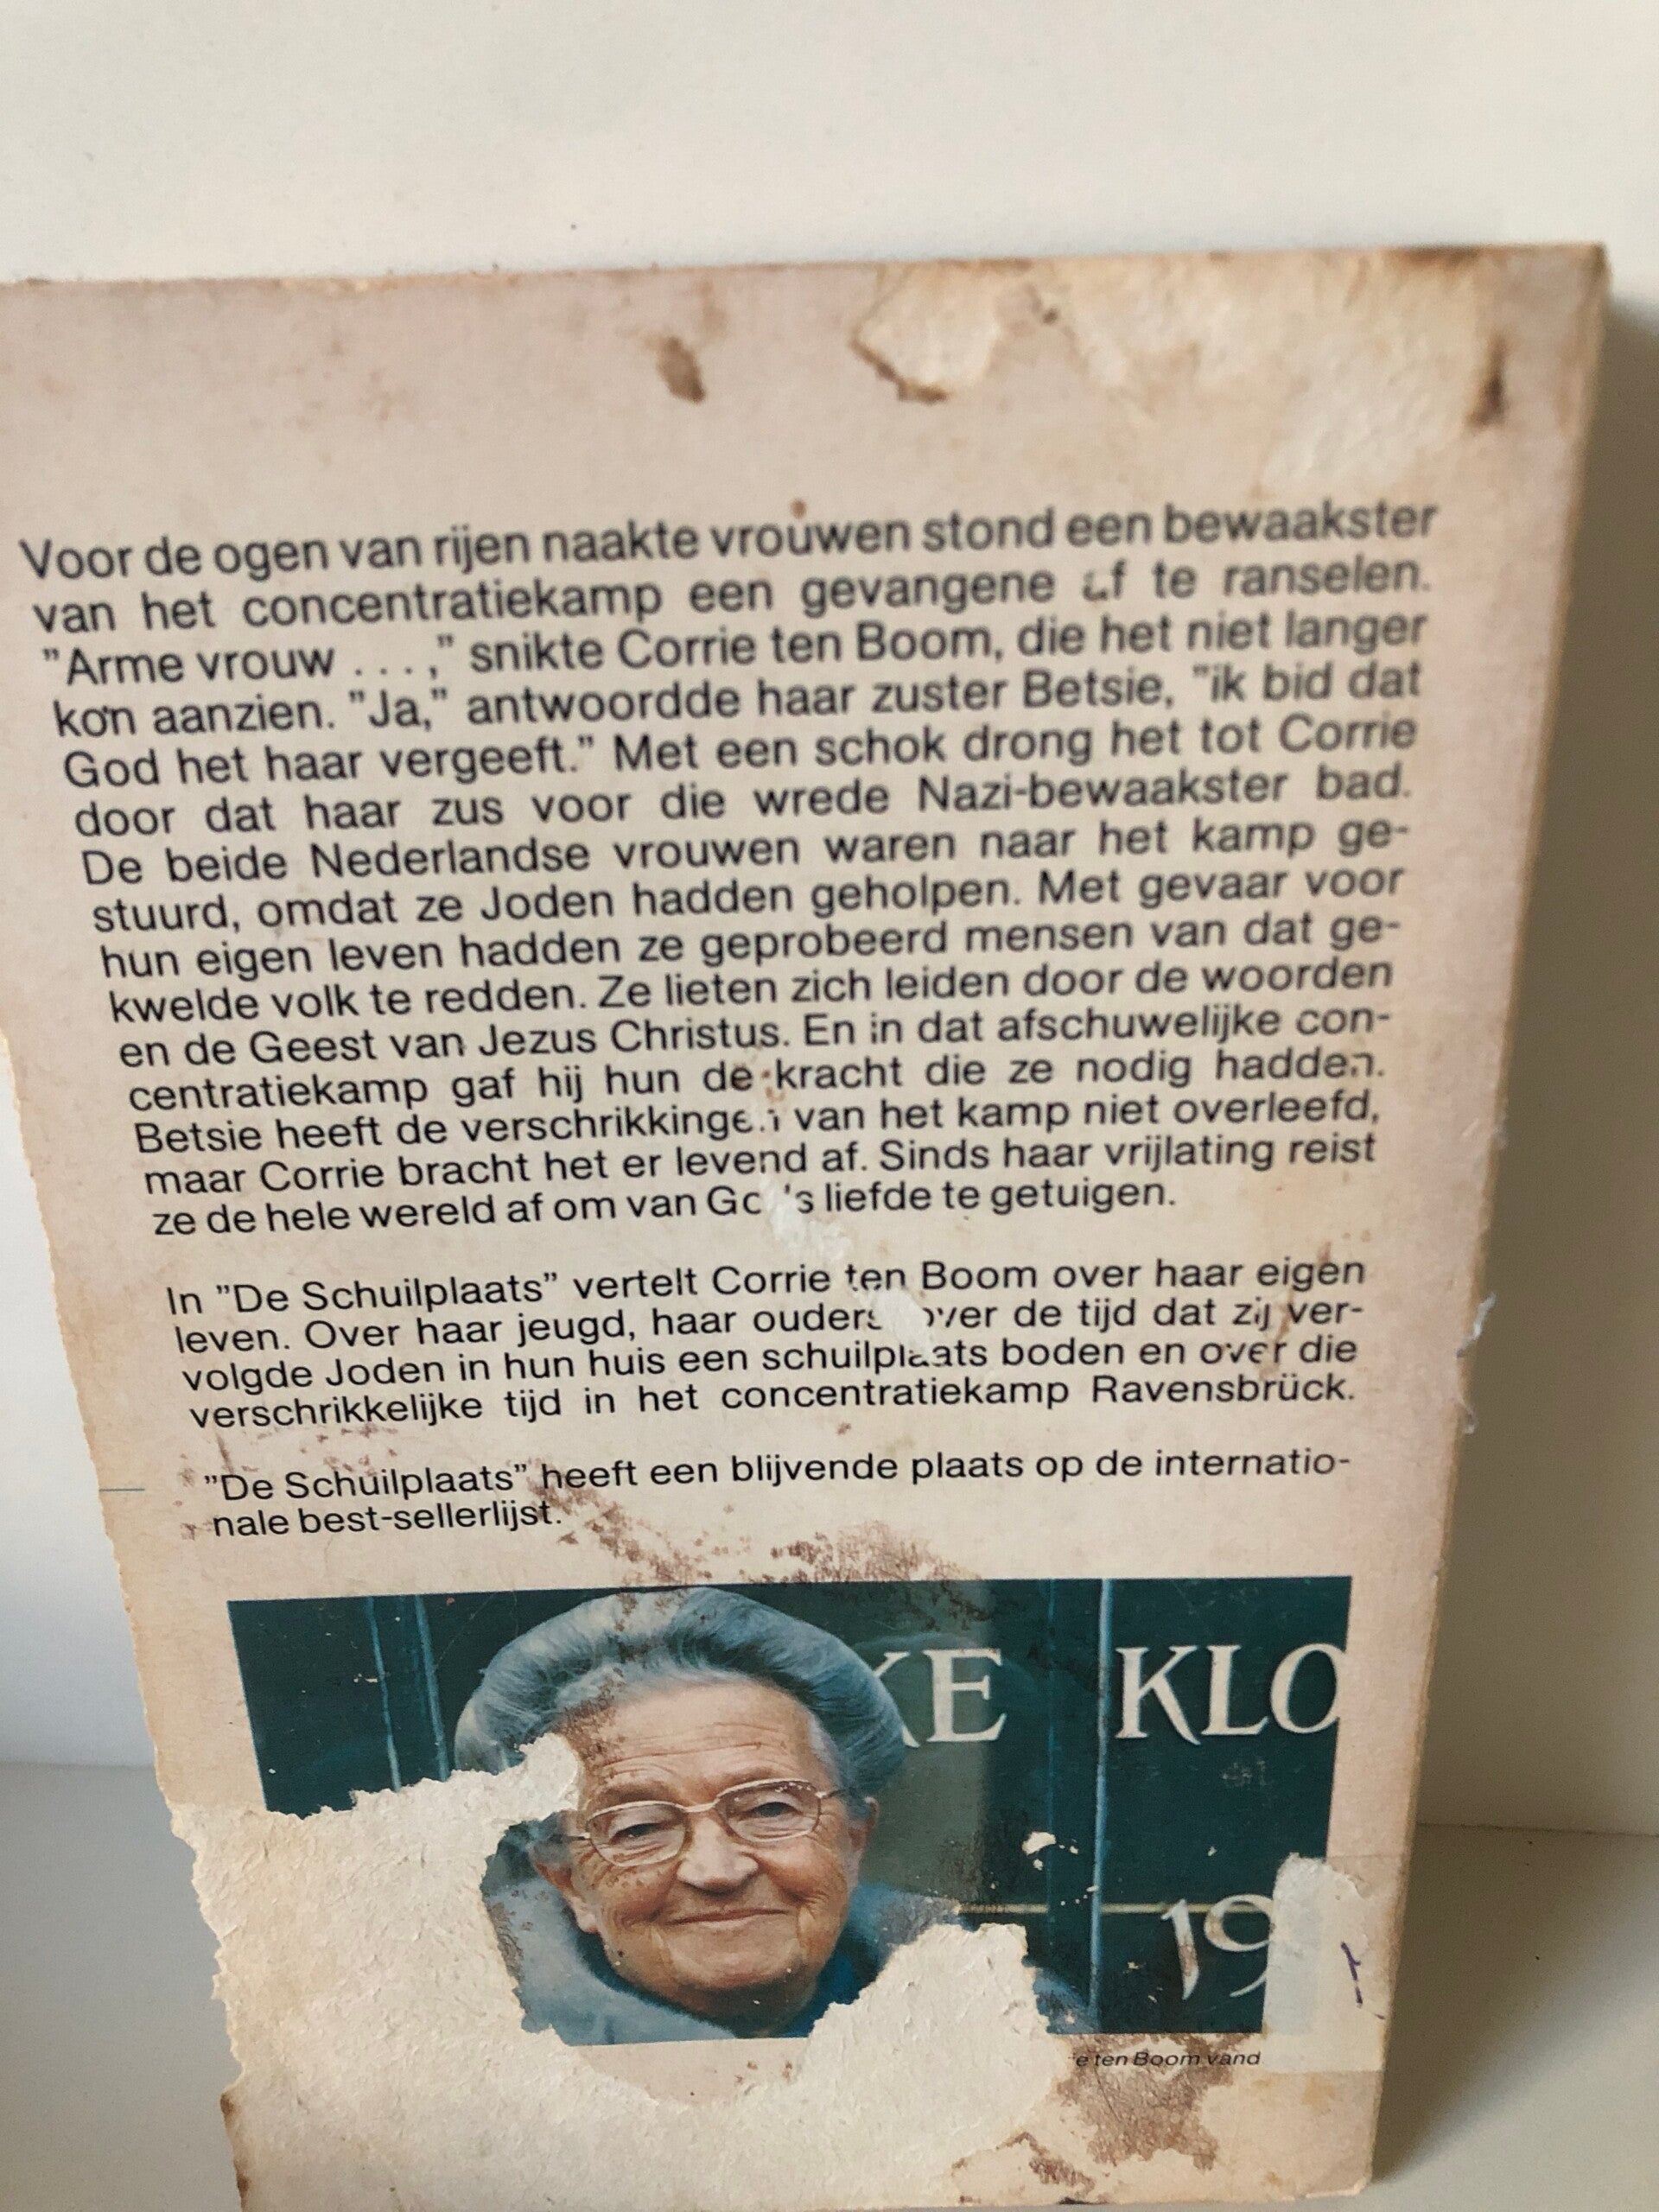 Voor de ogen van rijen naakte vrouwen stond een bewaakster
van het concentratiekamp een gevangene af te ranselen.
"Arme vrouw . . . ," snikte Corrie ten Boom, die het niet langer
kon aanzien. "Ja," antwoordde haar zuster Betsie, "ik bid dat
God het haar vergeeft." Met een schok drong het tot Corrie
door dat haar zus voor die wrede Nazi-bewaakster bad.
De beide Nederlandse vrouwen waren naar het kamp ge-
stuurd, omdat ze Joden hadden geholpen. Met gevaar voor
hun eigen leven hadden ze geprobeerd mensen van dat ge-
kwelde volk te redden. Ze lieten zich leiden door de woorden
en de Geest van Jezus Christus. En in dat afschuwelijke con-
centratiekamp gaf hij hun de kracht die ze nodig hadden.
Betsie heeft de verschrikkingen van het kamp niet overleefd,
maar Corrie bracht het er levend af. Sinds haar vrijlating reist
ze de hele wereld af om van Go 's liefde te getuigen.
In "De Schuilplaats" vertelt Corrie ten Boom over haar eigen
leven. Over haar jeugd, haar ouders over de tijd dat zij ver-
volgde Joden in hun huis een schuilplaats boden en over die
verschrikkelijke tijd in het concentratiekamp Ravensbrück.
"De Schuilplaats" heeft een blijvende plaats op de internatio-
nale best-sellerlijst.
KE KLO
19
e ten Boom vand